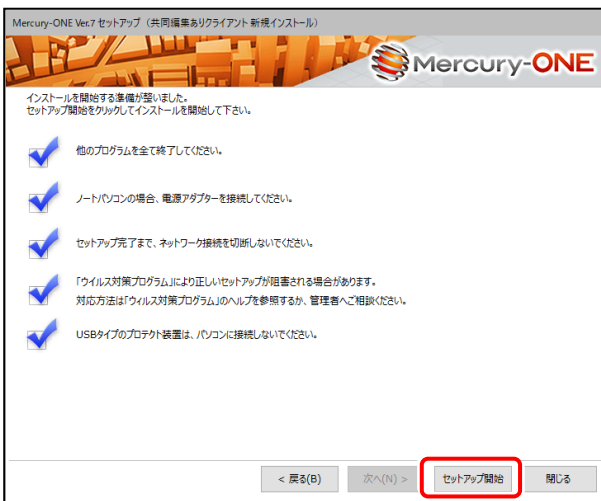 Mercury-ONE Ver.7 セットアップ（共同編集ありクライアント 新規インストール）
Mercury-ONE
インストールを開始する準備が整いました。
セットアップ開始をクリックしてインストールを開始して下さい。
他のプログラムを全て終了してください。
ノートパソコンの場合、電源アダプターを接続してください。
セットアップ完了まで、ネットワーク接続を切断しないでください。
「ウイルス対策プログラム」により正しいセットアップが阻害される場合があります。
対応方法は「ウィルス対策プログラム」のヘルプを参照するか、管理者へご相談ください。
USBタイプのプロテクト装置は、パソコンに接続しないでください。
< 戻る(B) 次へ(N) > セットアップ開始 閉じる